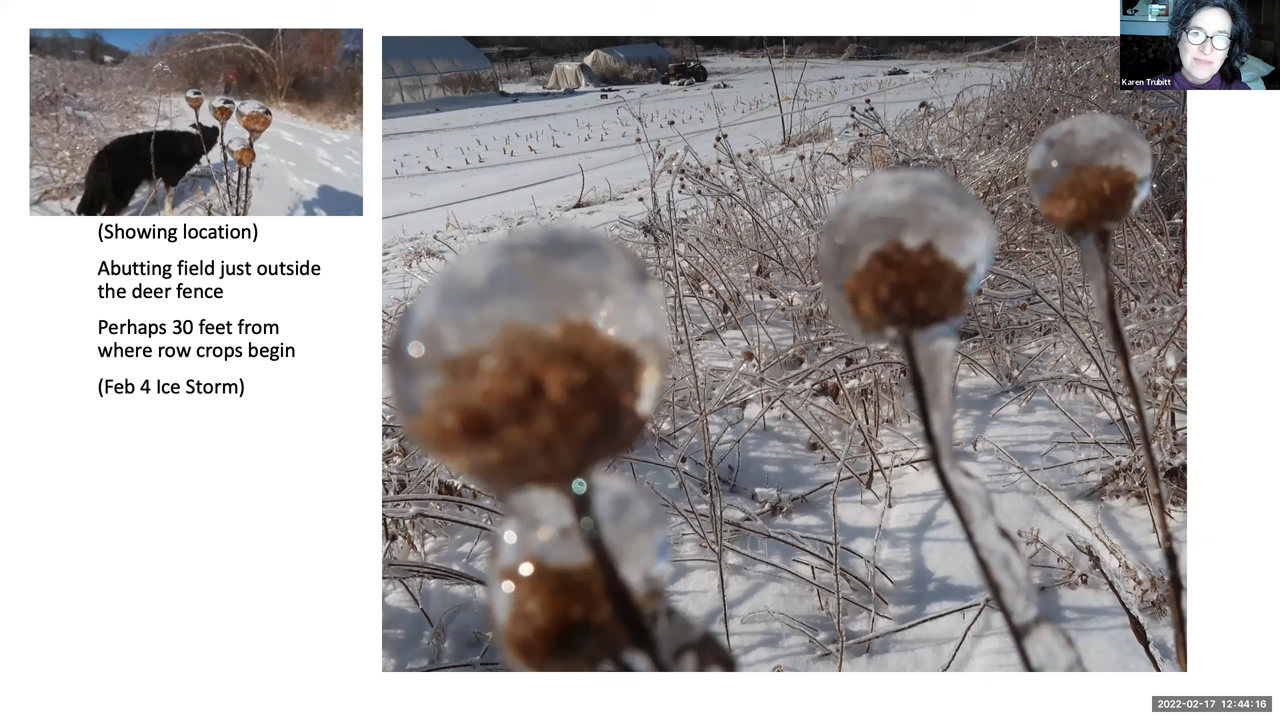 Karen Trubitt
(Showing location)
Abutting field just outside
the deer fence
Perhaps 30 feet from
where row crops begin
(Feb 4 Ice Storm)
2022-02-17 12:44:16